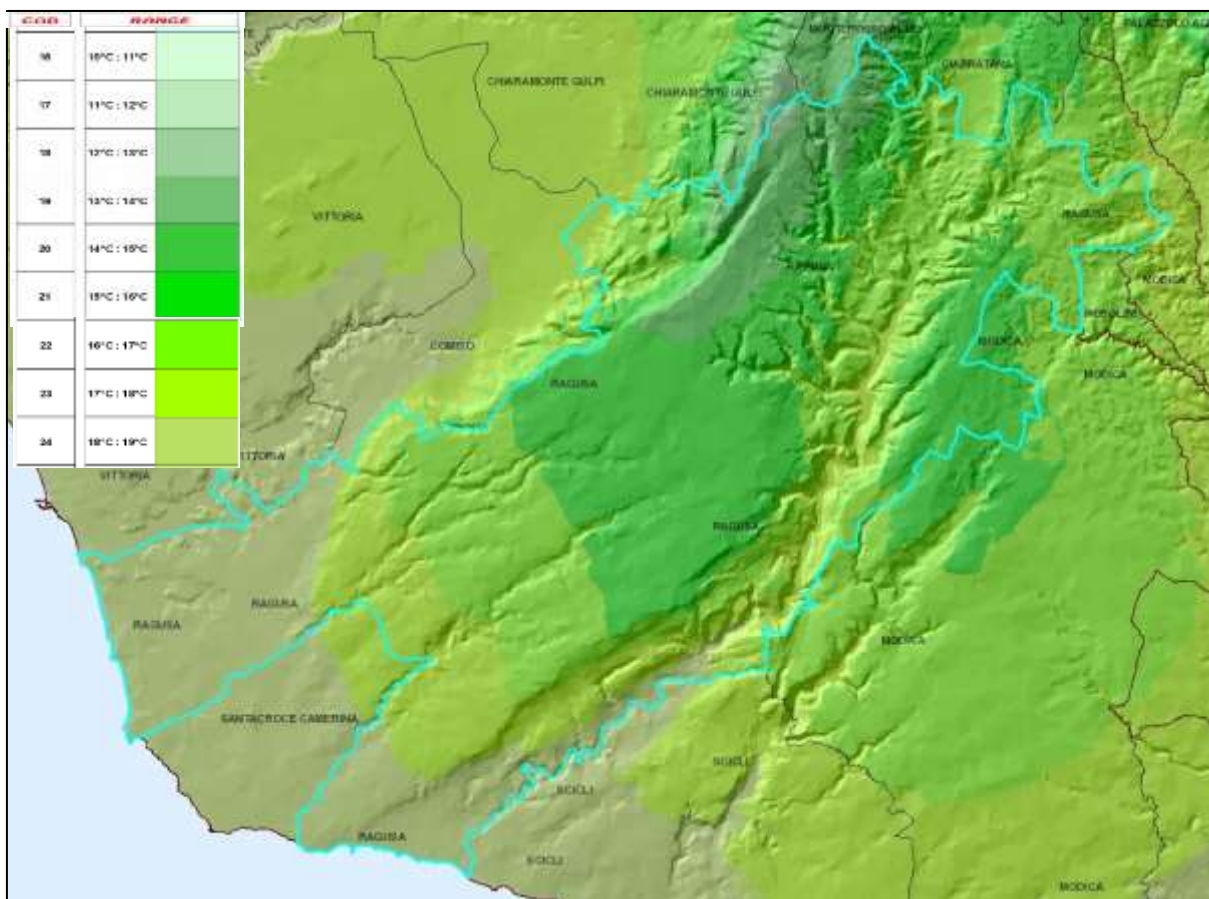 COD RANGE
16 10°C : 11°C
17 11°C : 12°C
18 12°C : 13°C
19 13°C : 14°C
20 14°C : 15°C
21 15°C : 16°C
22 16°C : 17°C
23 17°C : 18°C
24 18°C : 19°C
CHIARAMONTE GULFI
CHIARAMONTE GULFI
GIARRATANA
VITTORIA
RAGUSA
MODICA
COMISO
MODICA
RAGUSA
MODICA
VITTORIA
VITTORIA
RAGUSA
RAGUSA
RAGUSA
MODICA
SANTACROCE CAMERINA
SCICLI
SCICLI
RAGUSA
SCICLI
MODICA